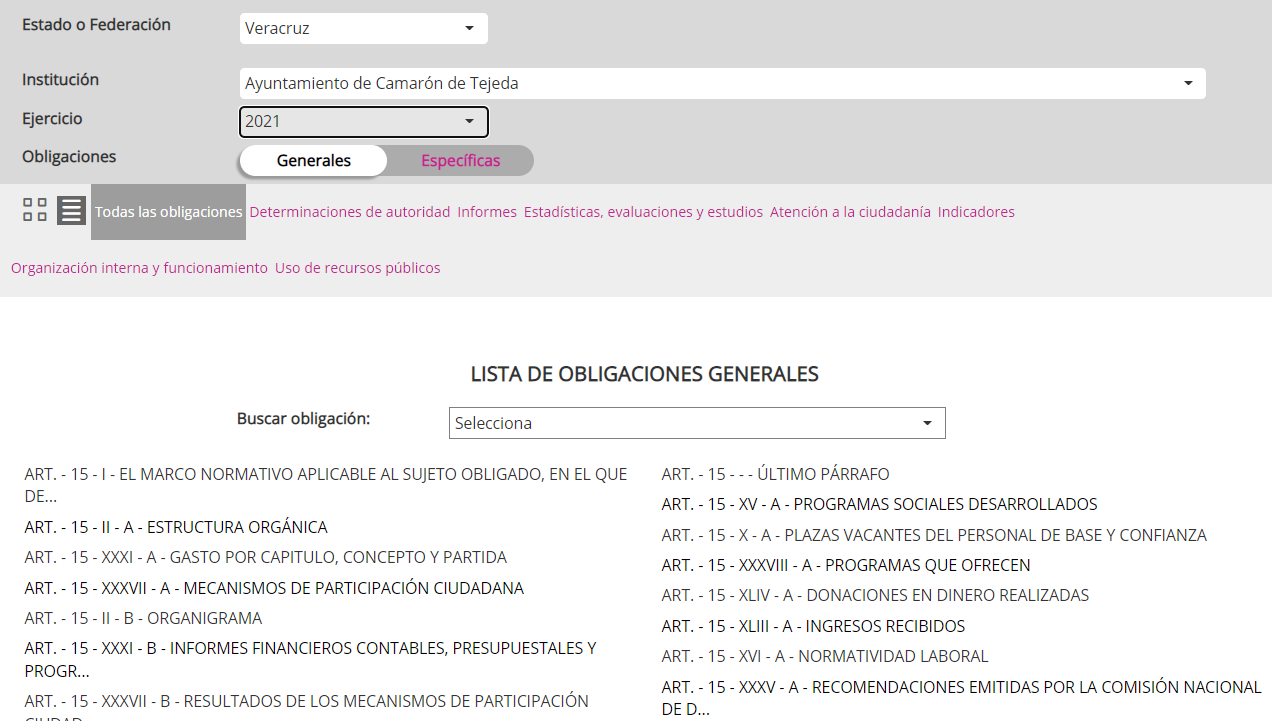 Estado o Federación
Veracruz
Institución
Ayuntamiento de Camarón de Tejeda
Ejercicio
2021
Obligaciones
Generales Específicas
Todas las obligaciones Determinaciones de autoridad Informes Estadísticas, evaluaciones y estudios Atención a la ciudadanía Indicadores
Organización interna y funcionamiento Uso de recursos públicos
LISTA DE OBLIGACIONES GENERALES
Buscar obligación:
Selecciona
ART. - 15 - I - EL MARCO NORMATIVO APLICABLE AL SUJETO OBLIGADO, EN EL QUE
DE...
ART. - 15 - II - A - ESTRUCTURA ORGÁNICA
ART. - 15 - XXXI - A - GASTO POR CAPITULO, CONCEPTO Y PARTIDA
ART. - 15 - XXXVII - A - MECANISMOS DE PARTICIPACIÓN CIUDADANA
ART. - 15 - II - B - ORGANIGRAMA
ART. - 15 - XXXI - B - INFORMES FINANCIEROS CONTABLES, PRESUPUESTALES Y
PROGR...
ART. - 15 - XXXVII - B - RESULTADOS DE LOS MECANISMOS DE PARTICIPACIÓN
CIUDAD...
ART. - 15 - - - ÚLTIMO PÁRRAFO
ART. - 15 - XV - A - PROGRAMAS SOCIALES DESARROLLADOS
ART. - 15 - X - A - PLAZAS VACANTES DEL PERSONAL DE BASE Y CONFIANZA
ART. - 15 - XXXVIII - A - PROGRAMAS QUE OFRECEN
ART. - 15 - XLIV - A - DONACIONES EN DINERO REALIZADAS
ART. - 15 - XLIII - A - INGRESOS RECIBIDOS
ART. - 15 - XVI - A - NORMATIVIDAD LABORAL
ART. - 15 - XXXV - A - RECOMENDACIONES EMITIDAS POR LA COMISIÓN NACIONAL
DE D...